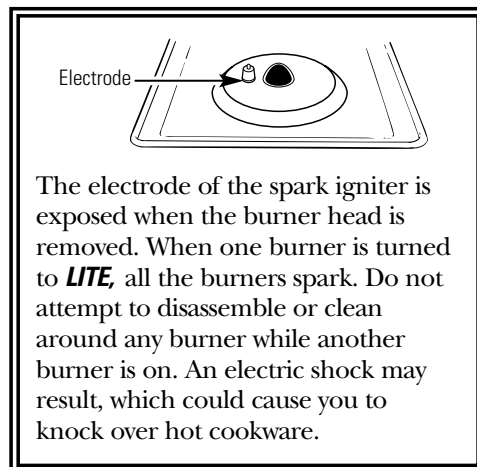 Electrode
The electrode of the spark igniter is
exposed when the burner head is
removed. When one burner is turned
to LITE, all the burners spark. Do not
attempt to disassemble or clean
around any burner while another
burner is on. An electric shock may
result, which could cause you to
knock over hot cookware.